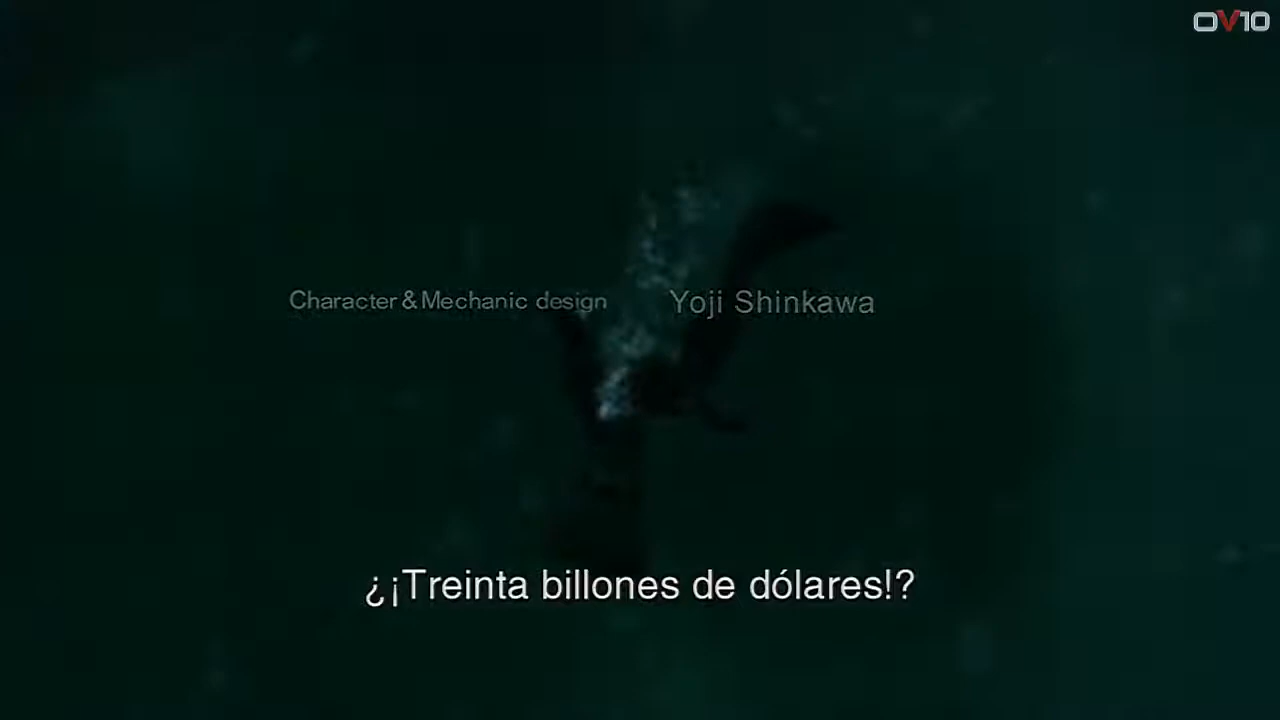 OV10
Character & Mechanic design Yoji Shinkawa
¿¡Treinta billones de dólares!?